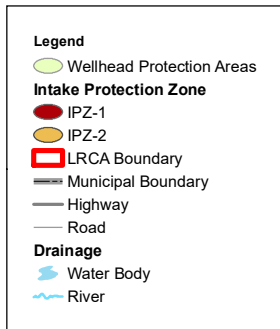 Legend
Wellhead Protection Areas
Intake Protection Zone
IPZ-1
IPZ-2
LRCA Boundary
Municipal Boundary
Highway
Road
Drainage
Water Body
River